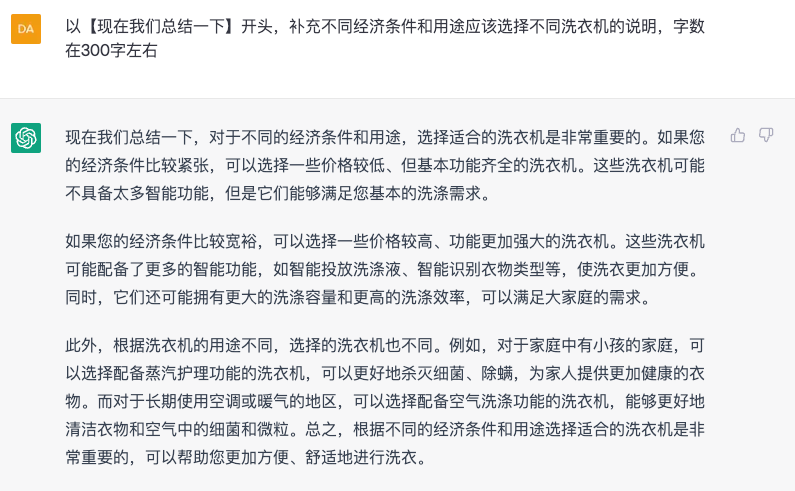 DA
以【现在我们总结一下】开头，补充不同经济条件和用途应该选择不同洗衣机的说明，字数
在300字左右
现在我们总结一下，对于不同的经济条件和用途，选择适合的洗衣机是非常重要的。如果您
的经济条件比较紧张，可以选择一些价格较低、但基本功能齐全的洗衣机。这些洗衣机可能
不具备太多智能功能，但是它们能够满足您基本的洗涤需求。
如果您的经济条件比较宽裕，可以选择一些价格较高、功能更加强大的洗衣机。这些洗衣机
可能配备了更多的智能功能，如智能投放洗涤液、智能识别衣物类型等，使洗衣更加方便。
同时，它们还可能拥有更大的洗涤容量和更高的洗涤效率，可以满足大家庭的需求。
此外，根据洗衣机的用途不同，选择的洗衣机也不同。例如，对于家庭中有小孩的家庭，可
以选择配备蒸汽护理功能的洗衣机，可以更好地杀灭细菌、除螨，为家人提供更加健康的衣
物。而对于长期使用空调或暖气的地区，可以选择配备空气洗涤功能的洗衣机，能够更好地
清洁衣物和空气中的细菌和微粒。总之，根据不同的经济条件和用途选择适合的洗衣机是非
常重要的，可以帮助您更加方便、舒适地进行洗衣。